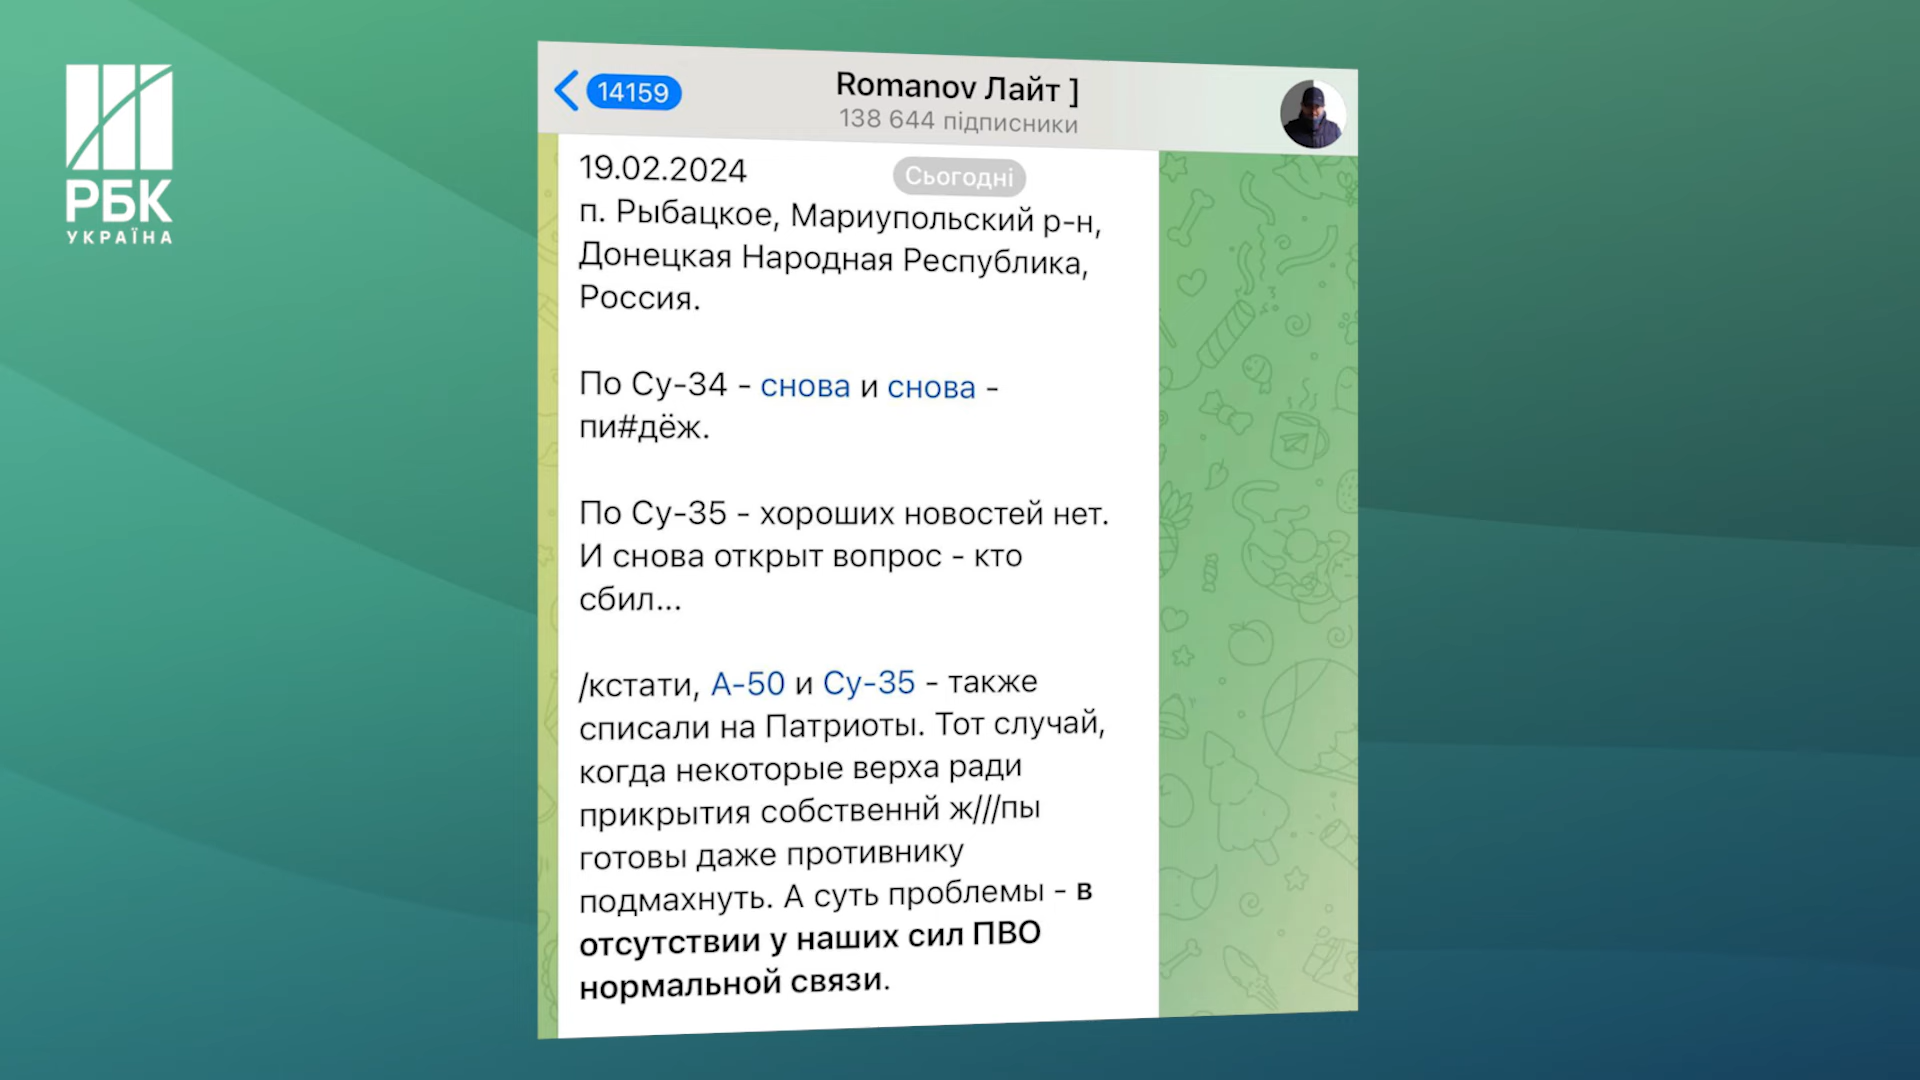 РБК
УКРАЇНА
14159
Romanov Лайт ]
138 644 підписники
19.02.2024
Сьогодні
п. Рыбацкое, Мариупольский р-н,
Донецкая Народная Республика,
Россия.
По Су-34 - снова и снова -
пи#дёж.
По Су-35 - хороших новостей нет.
И снова открыт вопрос - кто
сбил...
/кстати, А-50 и Су-35 - также
списали на Патриоты. Тот случай,
когда некоторые верха ради
прикрытия собственнй ж///пы
готовы даже противнику
подмахнуть. А суть проблемы - в
отсутствии у наших сил ПВО
нормальной связи.